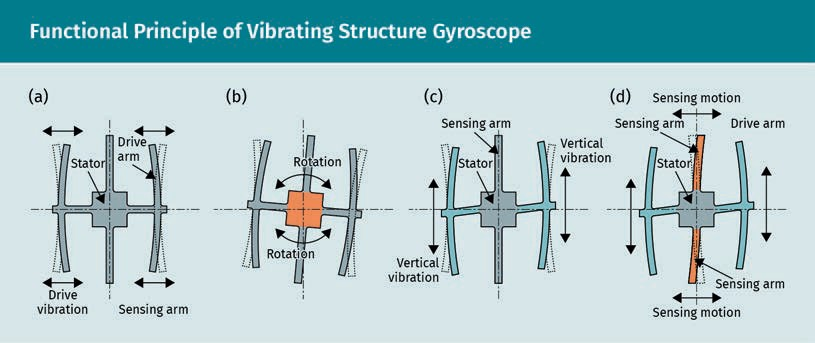 Functional Principle of Vibrating Structure Gyroscope
(a)
Drive
arm
Stator
Drive
vibration
Sensing arm
(b)
Rotation
Rotation
(c)
Sensing arm
Stator
Vertical
vibration
Vertical
vibration
(d)
Sensing motion
Sensing arm
Drive arm
Stator
Sensing arm
Sensing motion